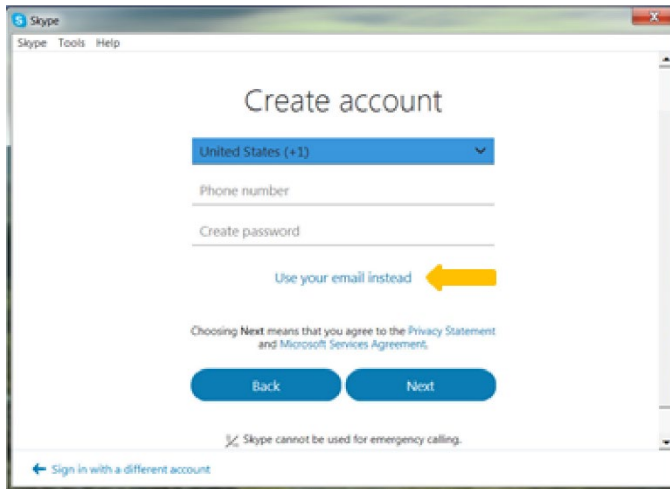 Skype
Skype Tools Help
Create account
United States (+1)
Phone number
Create password
Use your email instead
Choosing Next means that you agree to the Privacy Statement
and Microsoft Services Agreement.
Back Next
Skype cannot be used for emergency calling.
Sign in with a different account